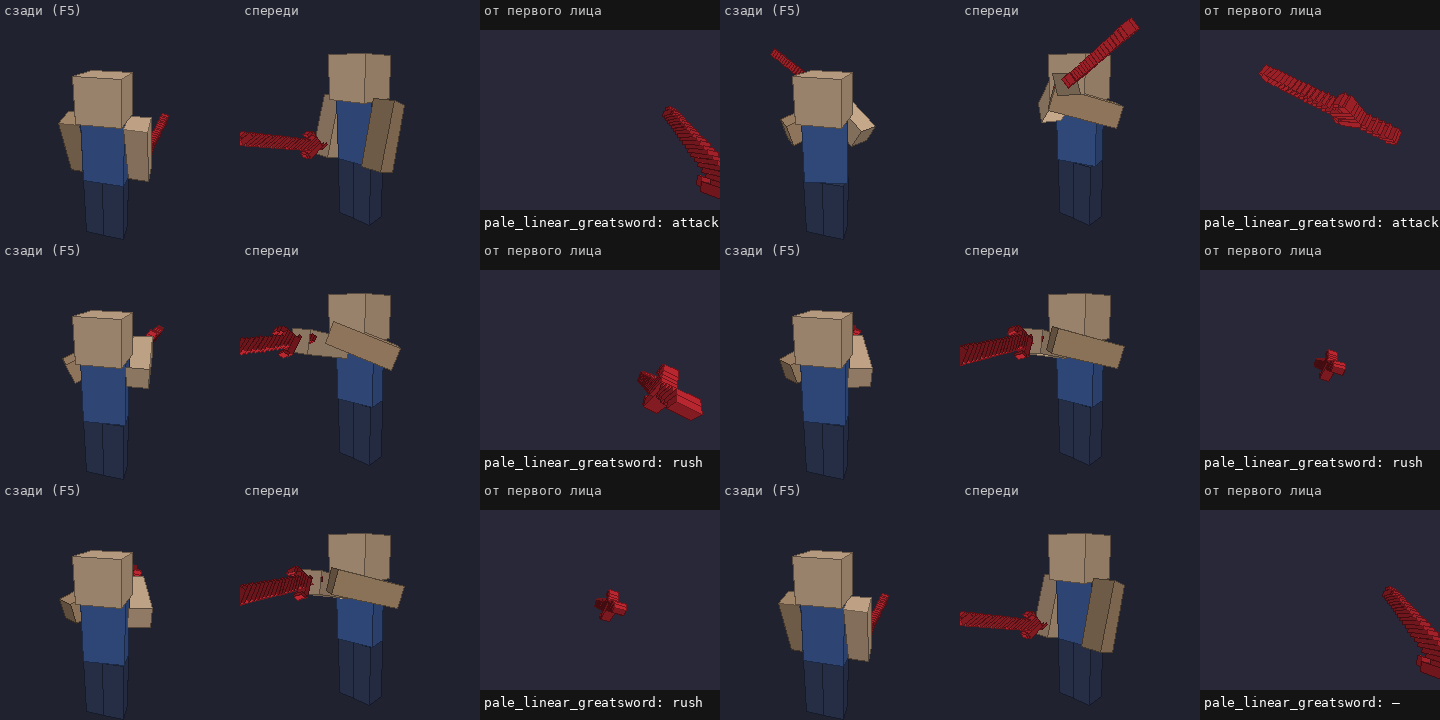 сзади (F5)
спереди
от первого лица
сзади (F5)
спереди
от первого лица
pale_linear_greatsword: attack
pale_linear_greatsword: attack
сзади (F5)
спереди
от первого лица
сзади (F5)
спереди
от первого лица
pale_linear_greatsword: rush
pale_linear_greatsword: rush
сзади (F5)
спереди
от первого лица
сзади (F5)
спереди
от первого лица
pale_linear_greatsword: rush
pale_linear_greatsword: —